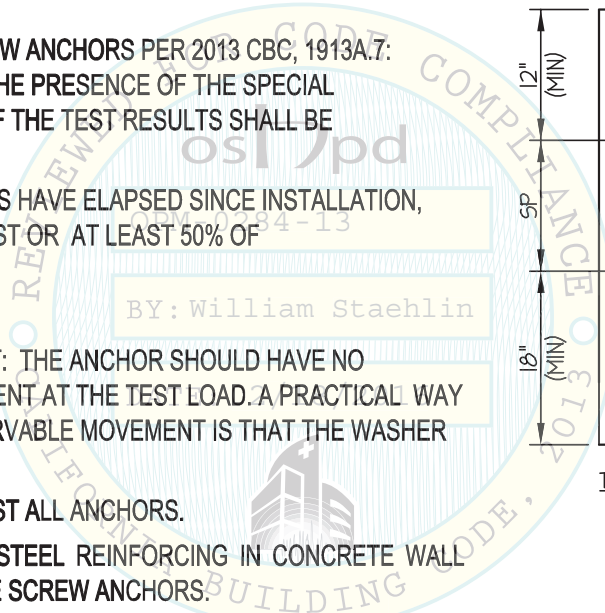 W ANCHORS PER 2013 CBC, 1913A.7:
HE PRESENCE OF THE SPECIAL
F THE TEST RESULTS SHALL BE
S HAVE ELAPSED SINCE INSTALLATION,
ST OR AT LEAST 50% OF
T: THE ANCHOR SHOULD HAVE NO
ENT AT THE TEST LOAD. A PRACTICAL WAY
RVABLE MOVEMENT IS THAT THE WASHER
ST ALL ANCHORS.
STEEL REINFORCING IN CONCRETE WALL
E SCREW ANCHORS.
12"
(MIN)
SP
18"
(MIN)
REVIEWED FOR CODE COMPLIANCE
oshpd
OPM-0284-13
BY: William Staehlin
CALIFORNIA BUILDING CODE, 2013